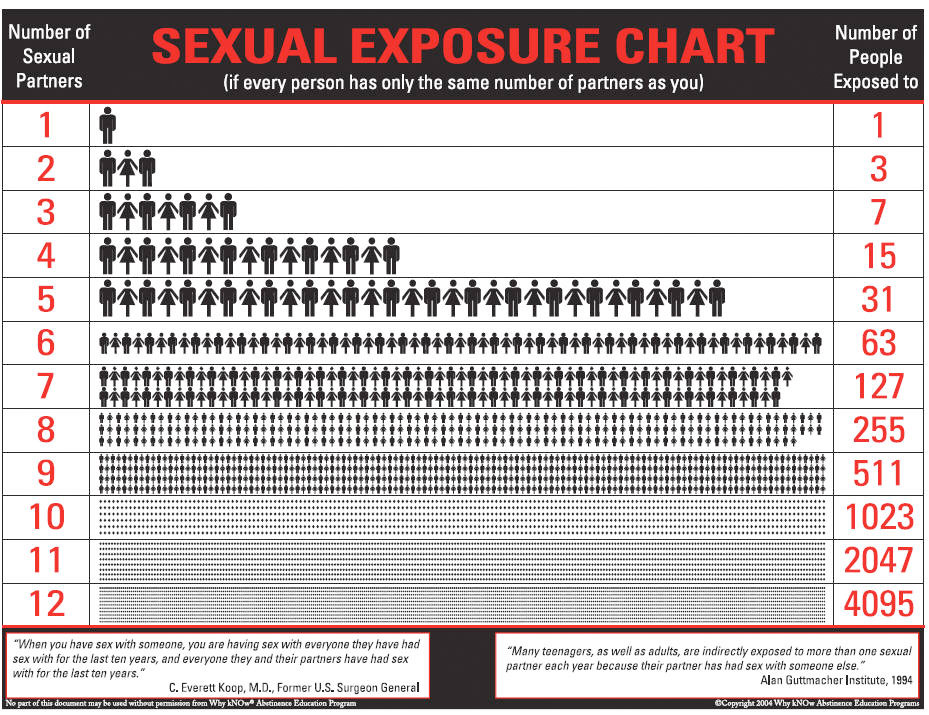 Number of
Sexual
Partners
SEXUAL EXPOSURE CHART
(if every person has only the same number of partners as you)
Number of
People
Exposed to
1 1
2 3
3 7
4 15
5 31
6 63
7 127
8 255
9 511
10 1023
11 2047
12 4095
"When you have sex with someone, you are having sex with everyone they have had
sex with for the last ten years, and everyone they and their partners have had sex
with for the last ten years."
C. Everett Koop, M.D., Former U.S. Surgeon General
"Many teenagers, as well as adults, are indirectly exposed to more than one sexual
partner each year because their partner has had sex with someone else."
Alan Guttmacher Institute, 1994
No part of this document may be used without permission from Why kNOw® Abstinence Education Program
©Copyright 2004 Why kNOw Abstinence Education Programs